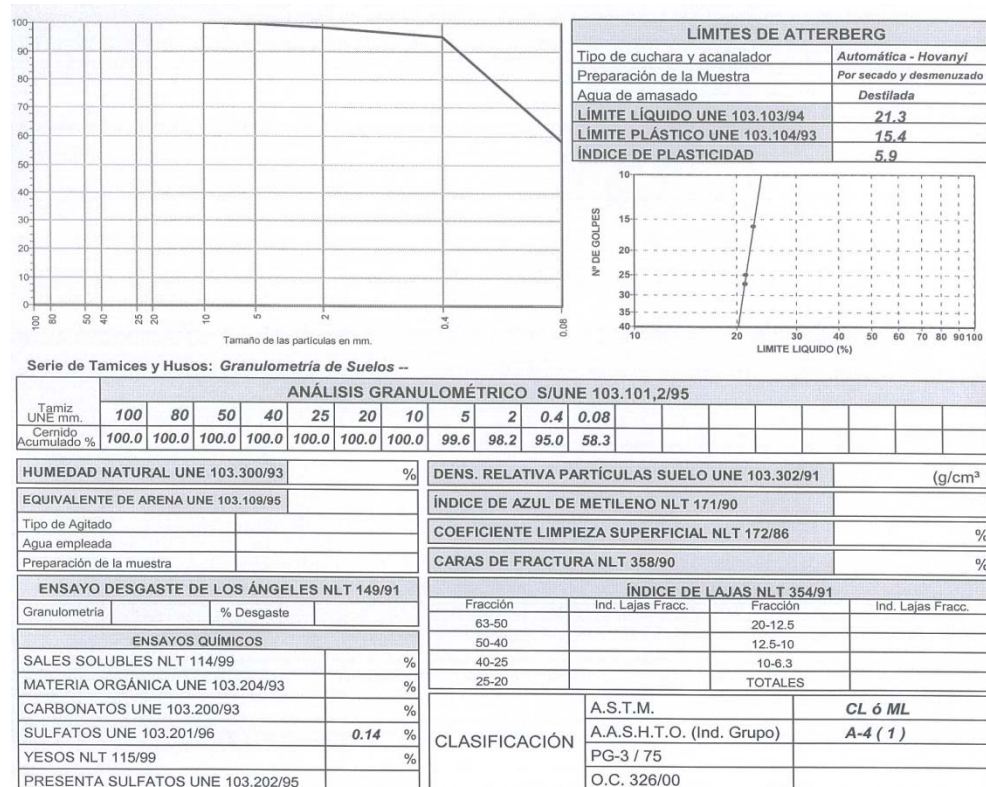 100
90
80
70
60
50
40
30
20
10
0
100 80 50 40 25 20 10 5 2 0.4 0.08
Tamaño de las partículas en mm.
LÍMITES DE ATTERBERG
Tipo de cuchara y acanalador Automática - Hovanyi
Preparación de la Muestra Por secado y desmenuzado
Agua de amasado Destilada
LÍMITE LÍQUIDO UNE 103.103/94 21.3
LÍMITE PLÁSTICO UNE 103.104/93 15.4
ÍNDICE DE PLASTICIDAD 5.9
Nº DE GOLPES
10
15
20
25
30
35
40
10 20 30 40 50 60 70 80 90 100
LIMITE LIQUIDO (%)
Serie de Tamices y Husos: Granulometría de Suelos --
ANÁLISIS GRANULOMÉTRICO S/UNE 103.101,2/95
Tamiz UNE mm. 100 80 50 40 25 20 10 5 2 0.4 0.08
Cernido Acumulado % 100.0 100.0 100.0 100.0 100.0 100.0 100.0 99.6 98.2 95.0 58.3
HUMEDAD NATURAL UNE 103.300/93 %
EQUIVALENTE DE ARENA UNE 103.109/95
Tipo de Agitado
Agua empleada
Preparación de la muestra
ENSAYO DESGASTE DE LOS ÁNGELES NLT 149/91
Granulometría % Desgaste
ENSAYOS QUÍMICOS
SALES SOLUBLES NLT 114/99 %
MATERIA ORGÁNICA UNE 103.204/93 %
CARBONATOS UNE 103.200/93 %
SULFATOS UNE 103.201/96 0.14 %
YESOS NLT 115/99 %
PRESENTA SULFATOS UNE 103.202/95
DENS. RELATIVA PARTÍCULAS SUELO UNE 103.302/91 (g/cm³
ÍNDICE DE AZUL DE METILENO NLT 171/90
COEFICIENTE LIMPIEZA SUPERFICIAL NLT 172/86 %
CARAS DE FRACTURA NLT 358/90 %
ÍNDICE DE LAJAS NLT 354/91
Fracción Ind. Lajas Fracc. Fracción Ind. Lajas Fracc.
63-50 20-12.5
50-40 12.5-10
40-25 10-6.3
25-20 TOTALES
CLASIFICACIÓN
A.S.T.M. CL ó ML
A.A.S.H.T.O. (Ind. Grupo) A-4 ( 1 )
PG-3 / 75
O.C. 326/00